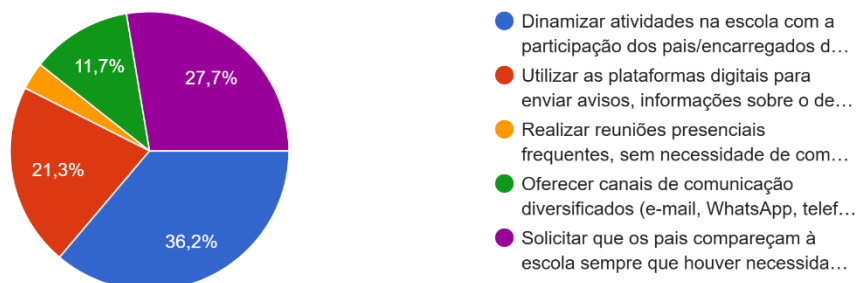 11,7%
27,7%
21,3%
36,2%
Dinamizar atividades na escola com a
participação dos pais/encarregados d…
Utilizar as plataformas digitais para
enviar avisos, informações sobre o de…
Realizar reuniões presenciais
frequentes, sem necessidade de com…
Oferecer canais de comunicação
diversificados (e-mail, WhatsApp, telef…
Solicitar que os pais compareçam à
escola sempre que houver necessida…